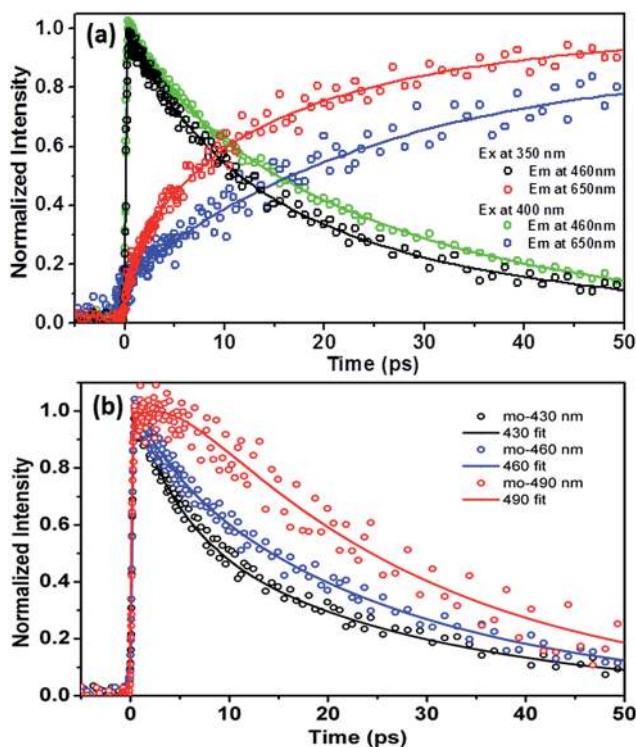 (a)
Normalized Intensity
1.0
0.8
0.6
0.4
0.2
0.0
Ex at 350 nm
Em at 460nm
Em at 650nm
Ex at 400 nm
Em at 460nm
Em at 650nm
0 10 20 30 40 50
Time (ps)
(b)
Normalized Intensity
1.0
0.8
0.6
0.4
0.2
0.0
mo-430 nm
430 fit
mo-460 nm
460 fit
mo-490 nm
490 fit
0 10 20 30 40 50
Time (ps)